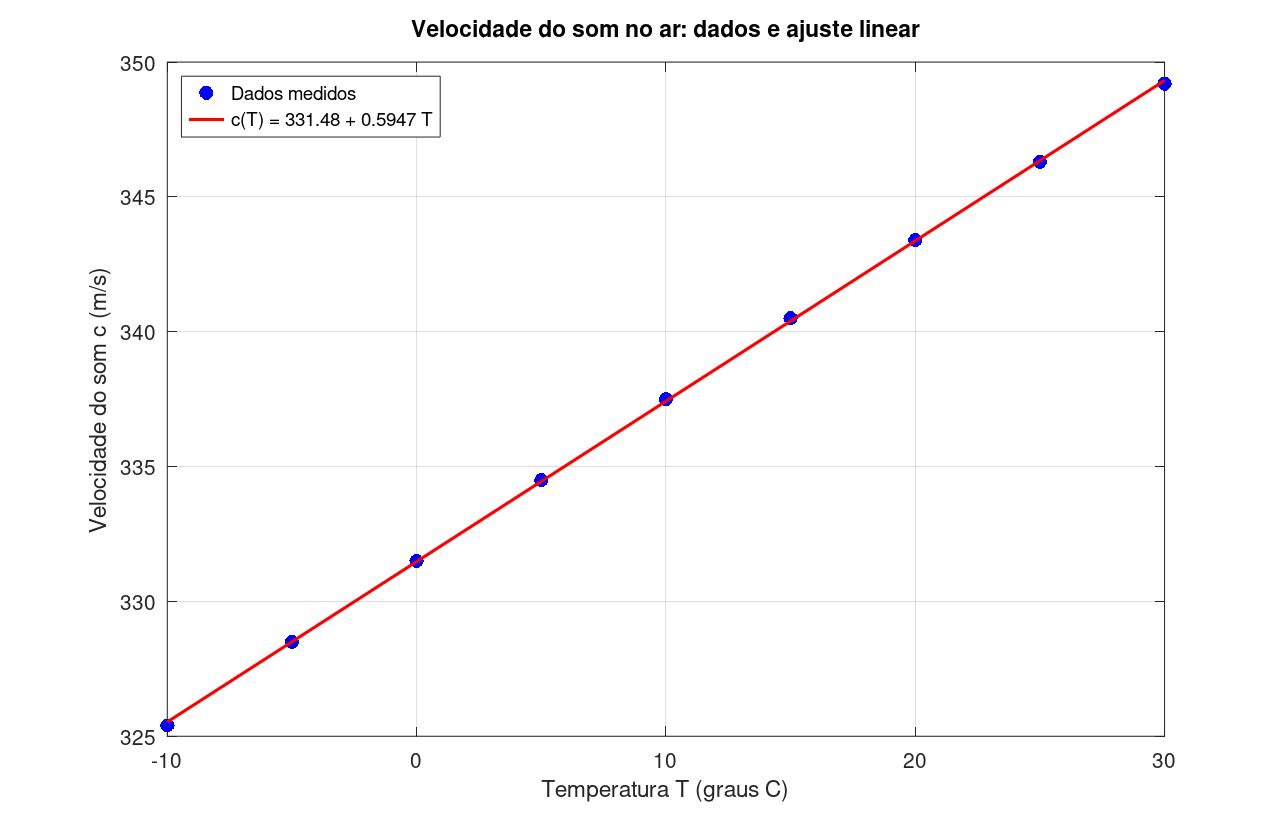 Velocidade do som no ar: dados e ajuste linear
Dados medidos
c(T) = 331.48 + 0.5947 T
350
345
340
335
330
325
Velocidade do som c (m/s)
-10 0 10 20 30
Temperatura T (graus C)